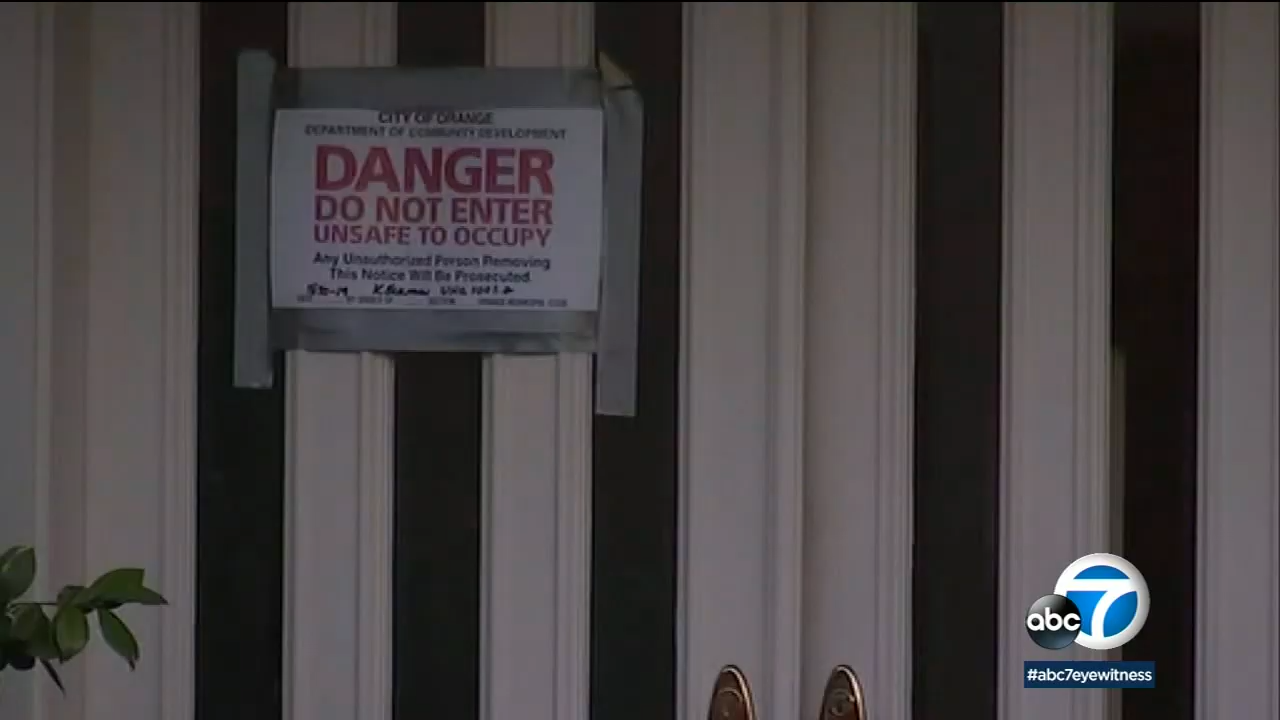 CITY OF ORANGE
DEPARTMENT OF COMMUNITY DEVELOPMENT
DANGER
DO NOT ENTER
UNSAFE TO OCCUPY
Any Unauthorized Person Removing
This Notice Will Be Prosecuted.
abc 7
#abc7eyewitness